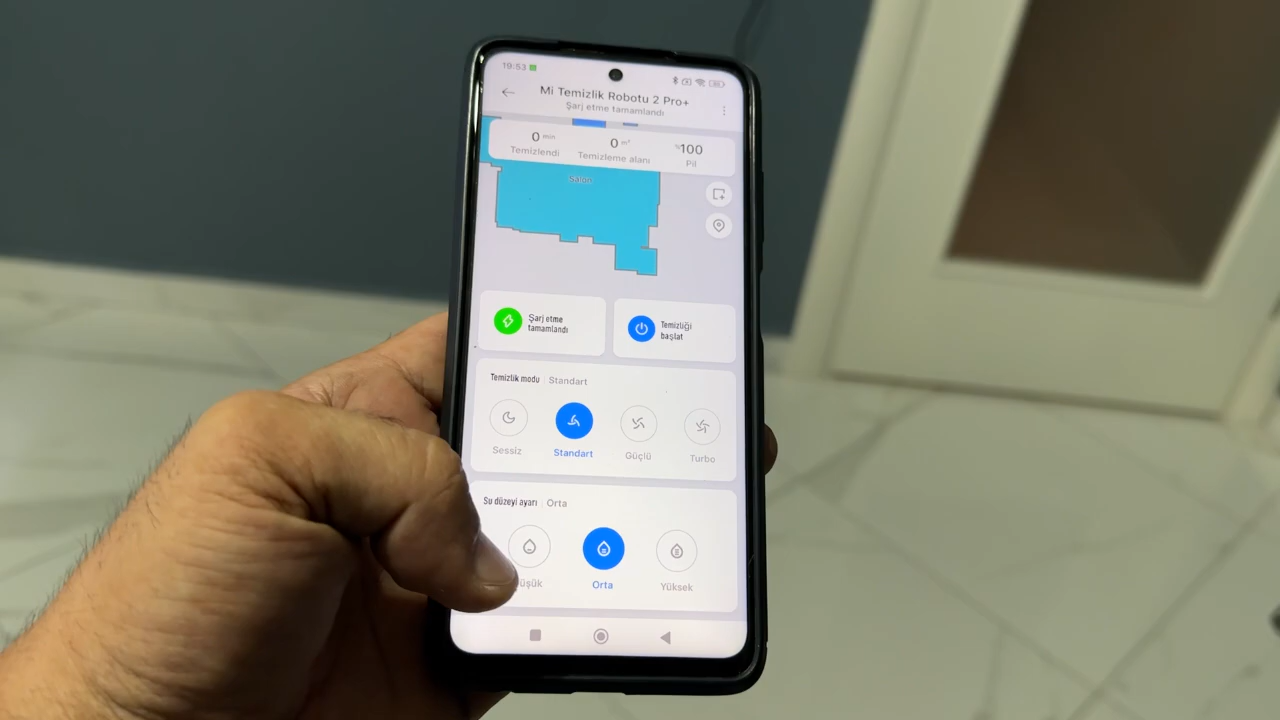 19:53
Mi Temizlik Robotu 2 Pro+
Şarj etme tamamlandı
0 min
0 m²
%100
Temizlendi
Temizleme alanı
Pil
Salon
Şarj etme
tamamlandı
Temizliği
başlat
Temizlik modu | Standart
Sessiz
Standart
Güçlü
Turbo
Su düzeyi ayarı | Orta
üşük
Orta
Yüksek